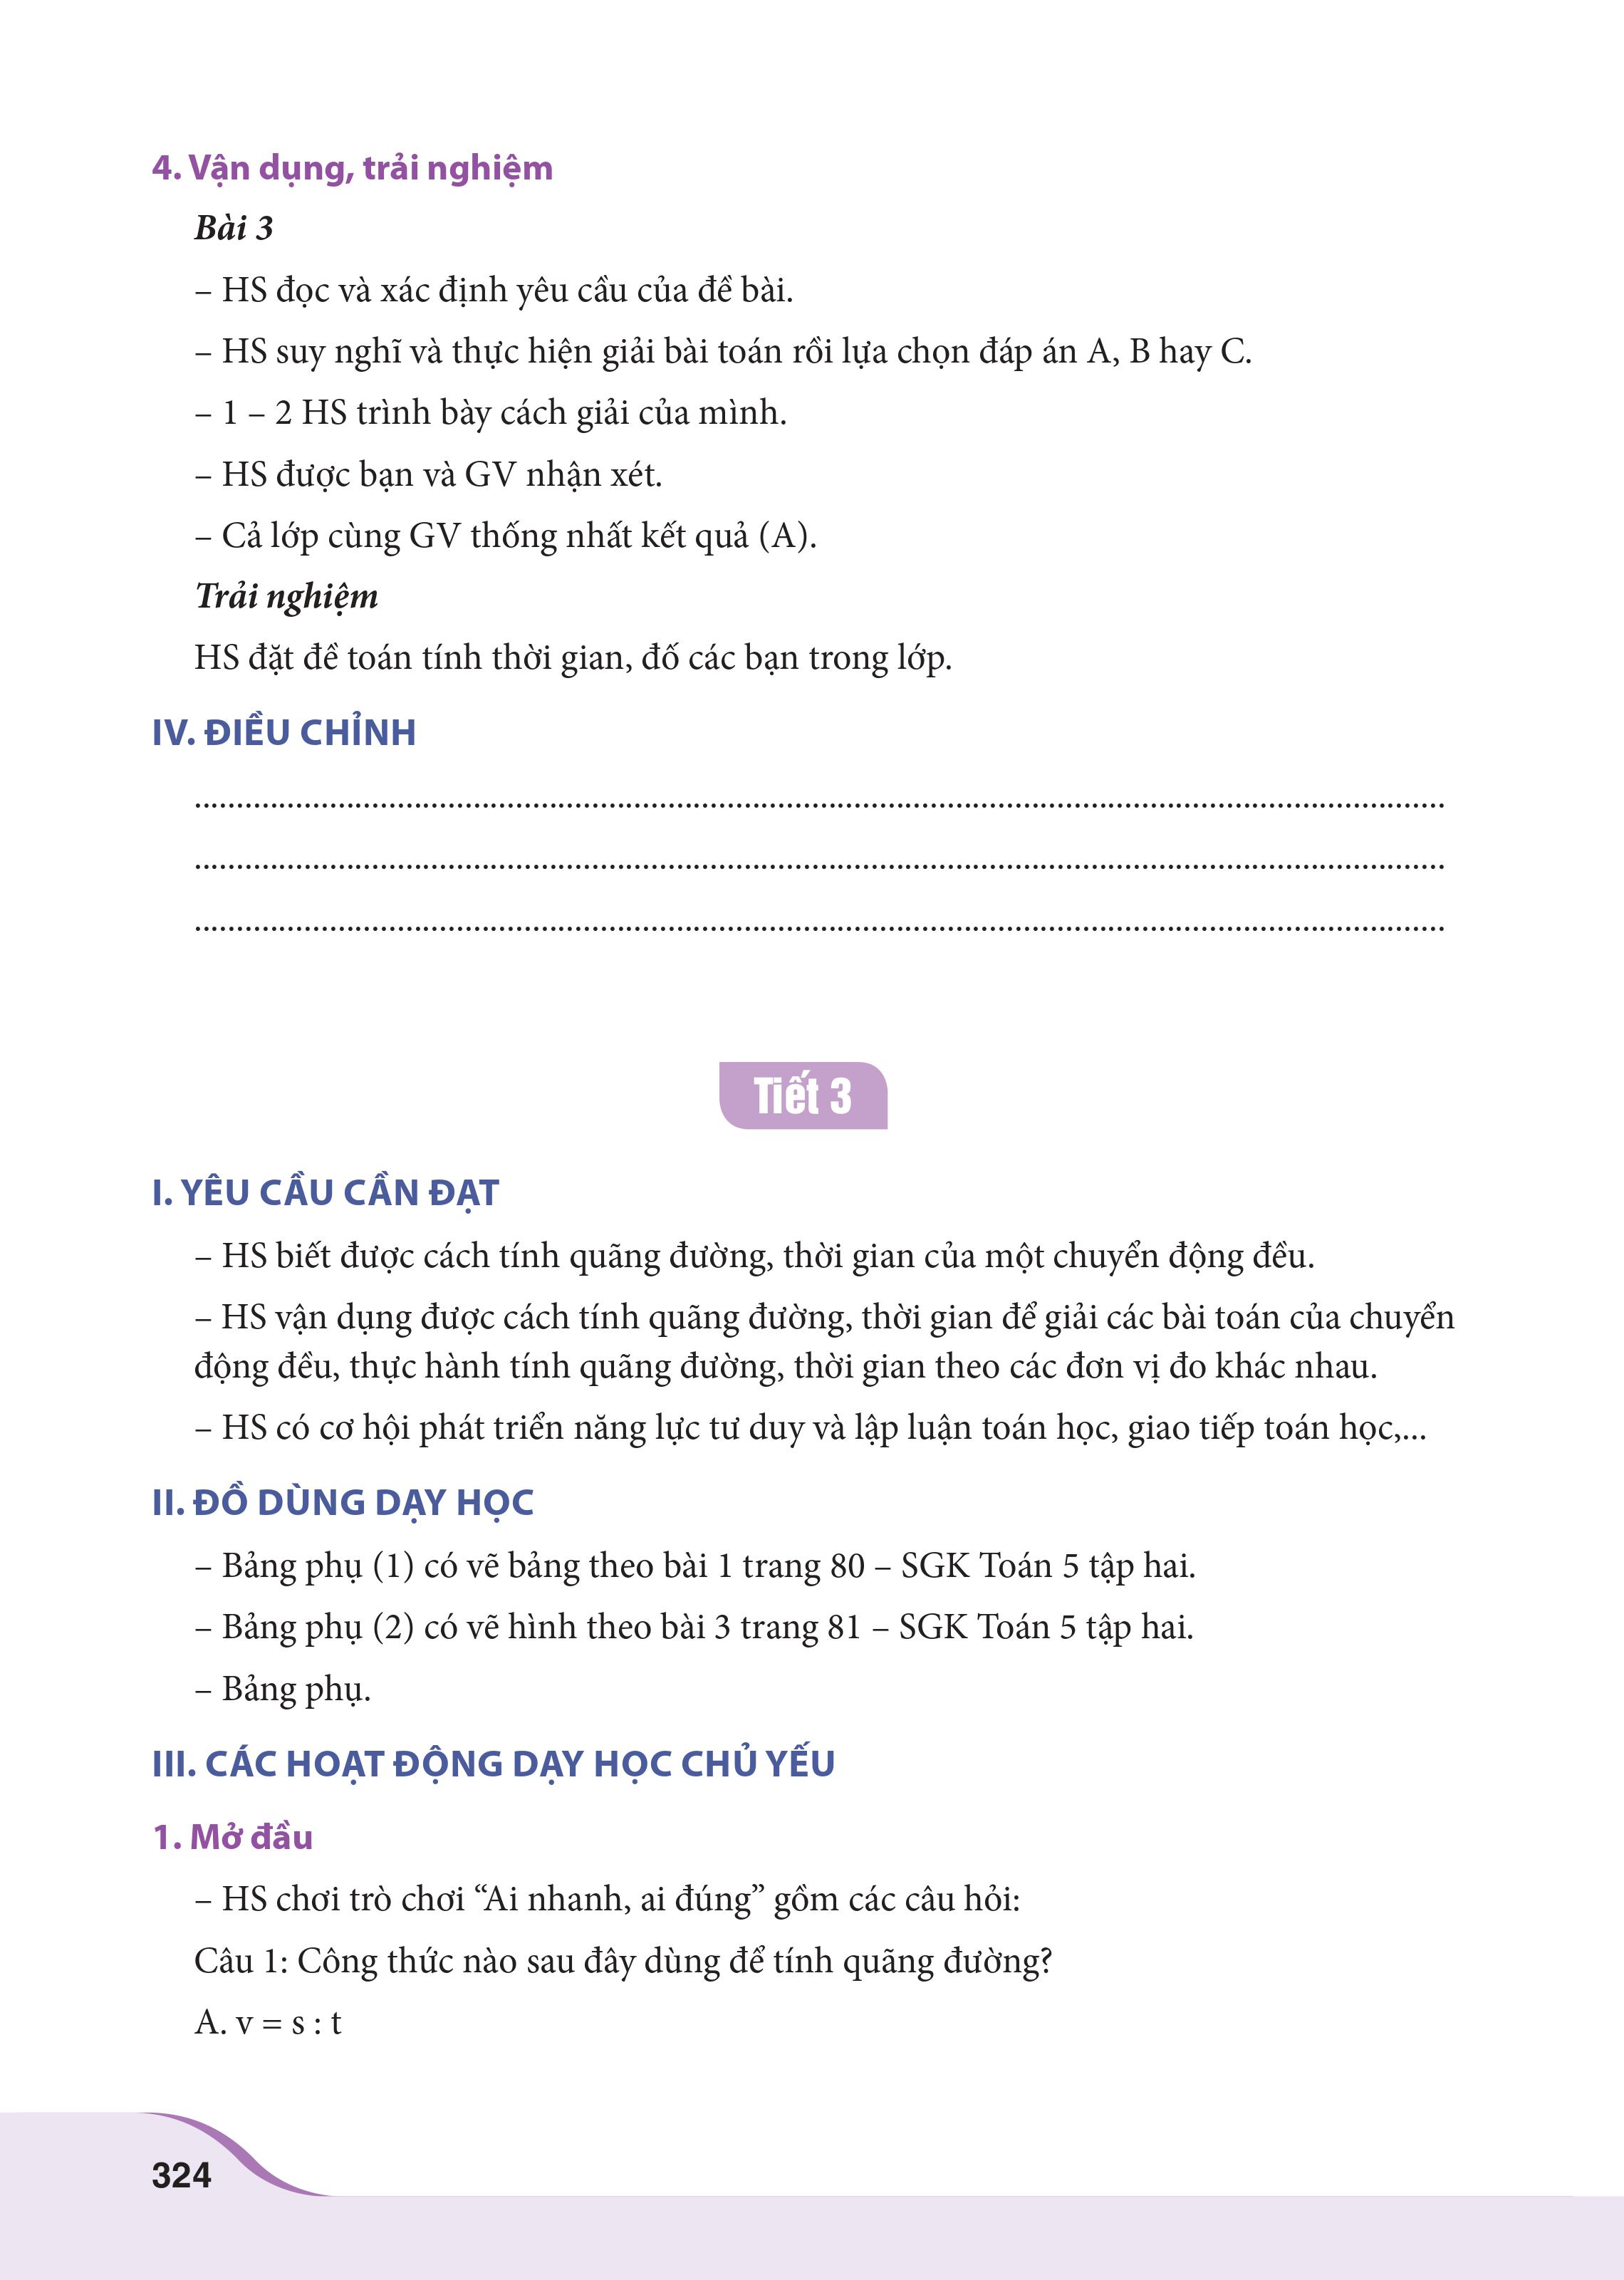 4. Vận dụng, trải nghiệm
Bài 3
– HS đọc và xác định yêu cầu của đề bài.
– HS suy nghĩ và thực hiện giải bài toán rồi lựa chọn đáp án A, B hay C.
– 1 – 2 HS trình bày cách giải của mình.
– HS được bạn và GV nhận xét.
– Cả lớp cùng GV thống nhất kết quả (A).
Trải nghiệm
HS đặt đề toán tính thời gian, đố các bạn trong lớp.
IV. ĐIỀU CHỈNH
Tiết 3
I. YÊU CẦU CẦN ĐẠT
– HS biết được cách tính quãng đường, thời gian của một chuyển động đều.
– HS vận dụng được cách tính quãng đường, thời gian để giải các bài toán của chuyển
động đều, thực hành tính quãng đường, thời gian theo các đơn vị đo khác nhau.
– HS có cơ hội phát triển năng lực tư duy và lập luận toán học, giao tiếp toán học,...
II. ĐỒ DÙNG DẠY HỌC
– Bảng phụ (1) có vẽ bảng theo bài 1 trang 80 – SGK Toán 5 tập hai.
– Bảng phụ (2) có vẽ hình theo bài 3 trang 81 – SGK Toán 5 tập hai.
– Bảng phụ.
III. CÁC HOẠT ĐỘNG DẠY HỌC CHỦ YẾU
1. Mở đầu
– HS chơi trò chơi “Ai nhanh, ai đúng” gồm các câu hỏi:
Câu 1: Công thức nào sau đây dùng để tính quãng đường?
A. v = s : t
324